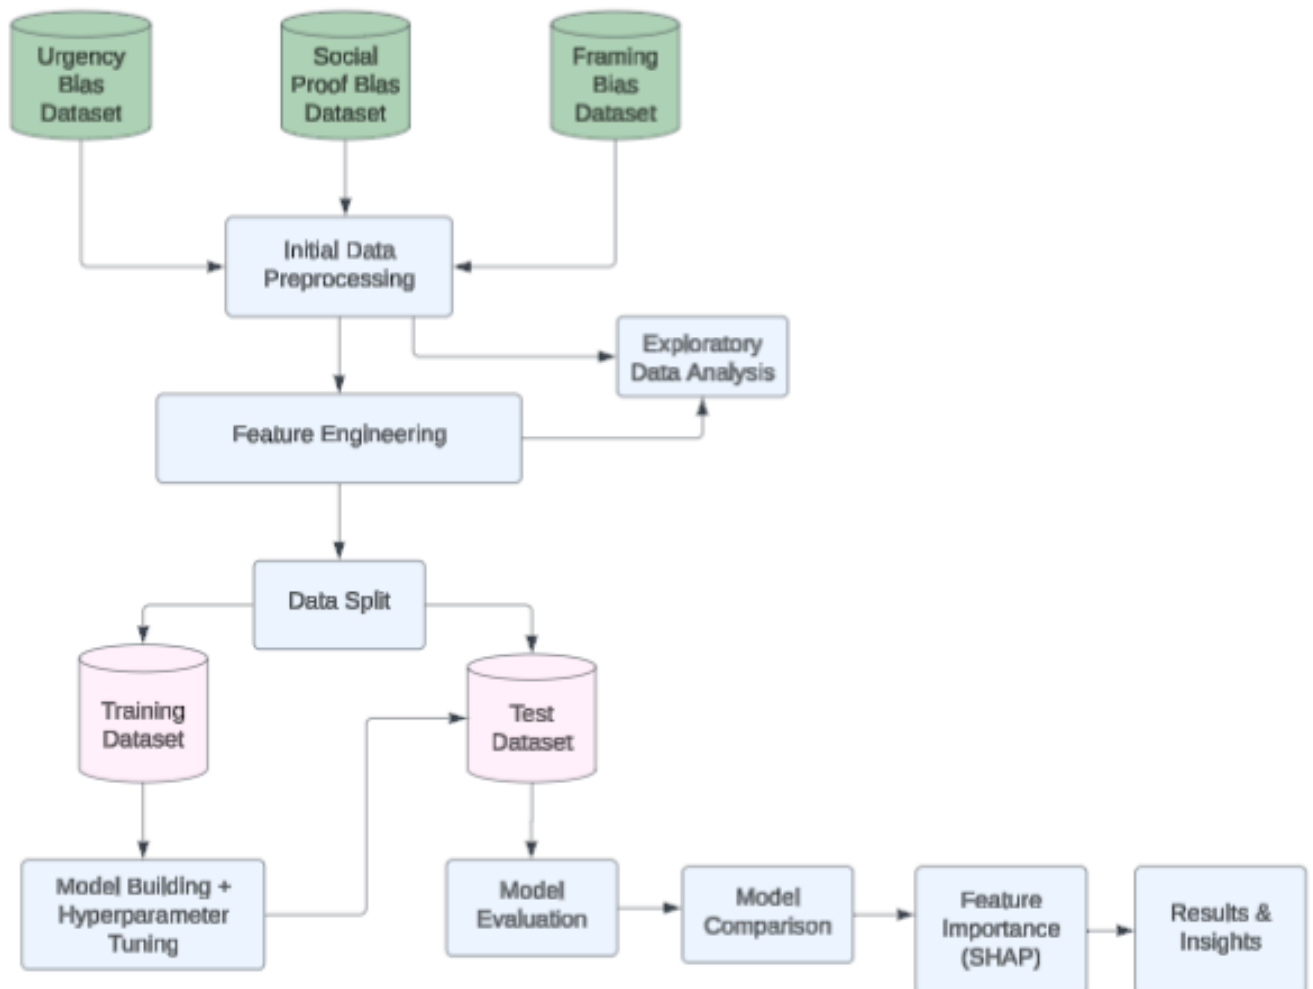 Urgency
Bias
Dataset
Social
Proof Bias
Dataset
Framing
Bias
Dataset
Initial Data
Preprocessing
Exploratory
Data Analysis
Feature Engineering
Data Split
Training
Dataset
Test
Dataset
Model Building +
Hyperparameter
Tuning
Model
Evaluation
Model
Comparison
Feature
Importance
(SHAP)
Results &
Insights